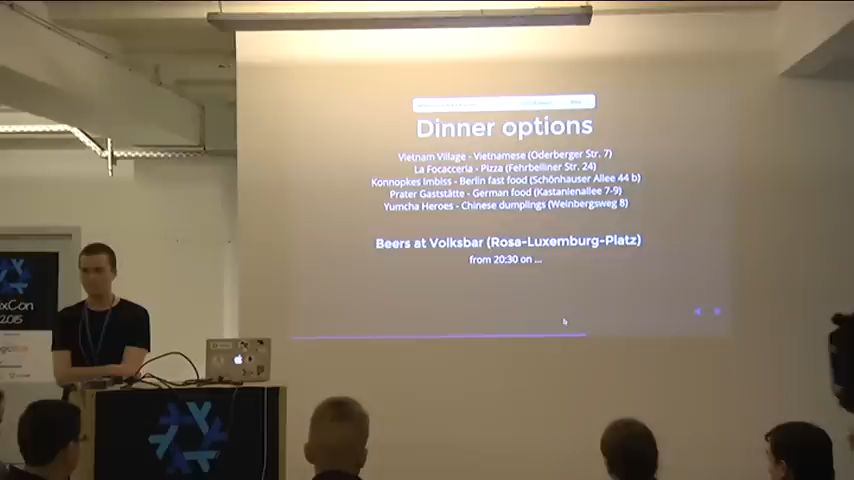 Dinner options
Vietnam Village - Vietnamese (Oderberger Str. 7)
La Focacceria - Pizza (Fehrbelliner Str. 24)
Konnopkes Imbiss - Berlin fast food (Schönhauser Allee 44 b)
Prater Gaststätte - German food (Kastanienallee 7-9)
Yumcha Heroes - Chinese dumplings (Weinbergsweg 8)
Beers at Volksbar (Rosa-Luxemburg-Platz)
from 20:30 on ...
ixCon
2015